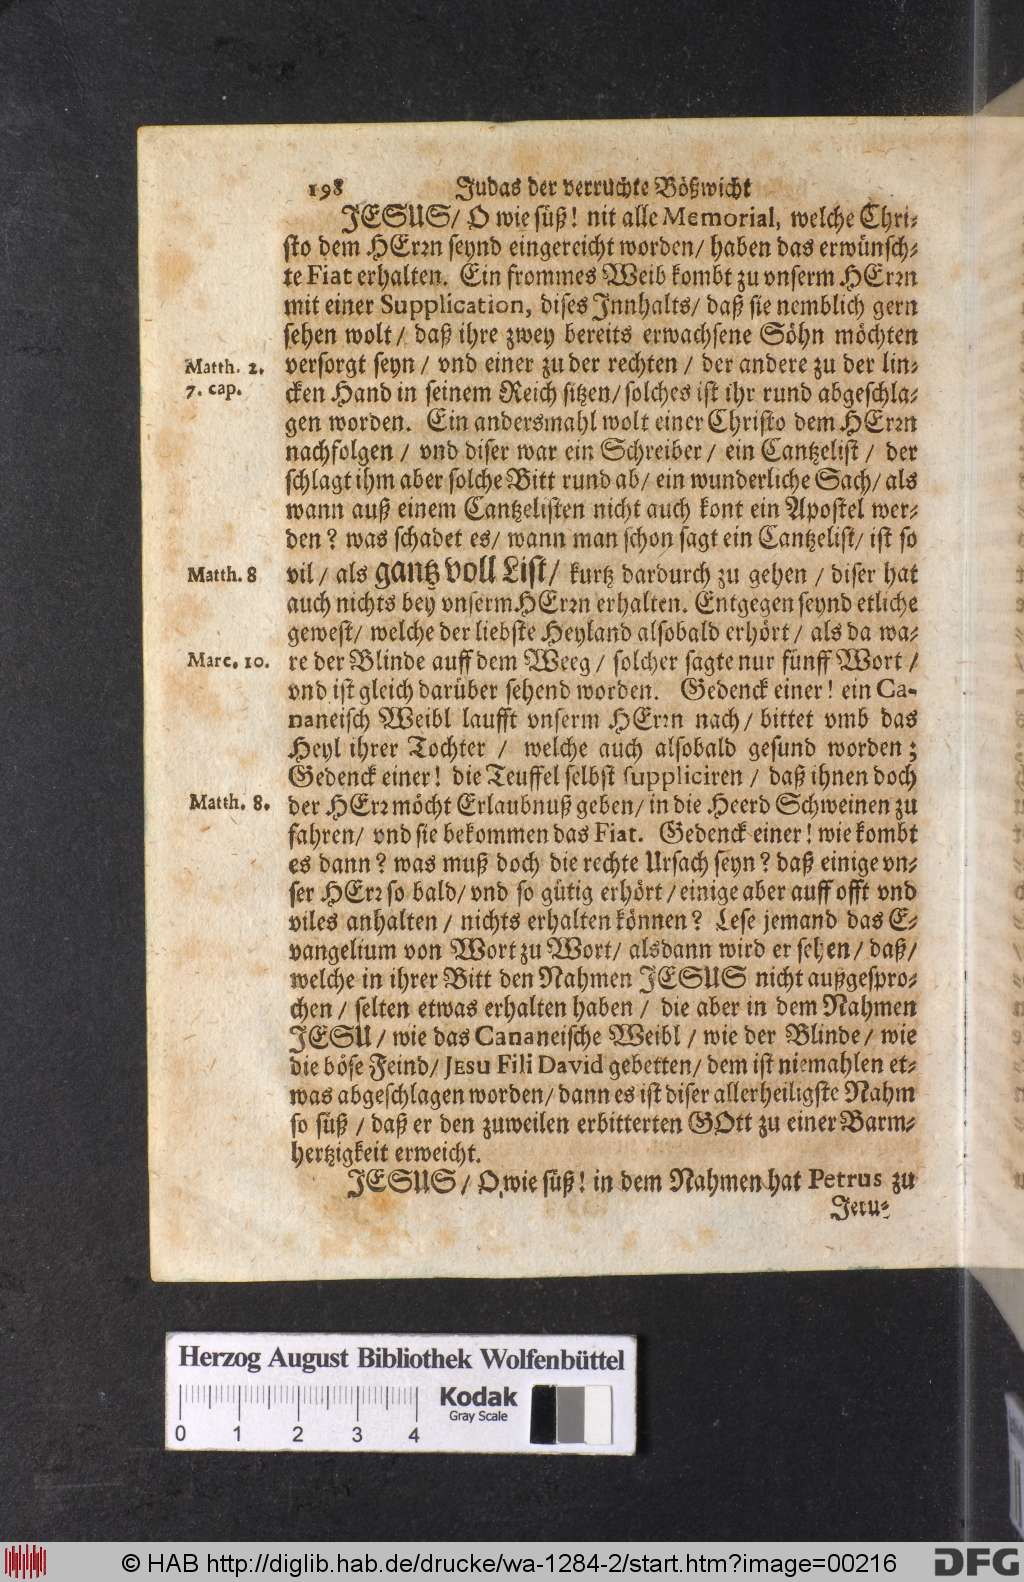 198 Judas der verruchte Bößwicht
JESUS/ O wie süß! nit alle Memorial, welche Chri-
sto dem HErrn seynd eingereicht worden/ haben das erwünsch-
te Fiat erhalten. Ein frommes Weib kombt zu vnserm HErrn
mit einer Supplication, dises Jnnhalts/ daß sie nemblich gern
sehen wolt/ daß ihre zwey bereits erwachsene Söhn möchten
Matth. 2. versorgt seyn/ vnd einer zu der rechten/ der andere zu der lin-
7. cap. cken Hand in seinem Reich sitzen/ solches ist ihr rund abgeschla-
gen worden. Ein andersmahl wolt einer Christo dem HErrn
nachfolgen/ vnd diser war ein Schreiber/ ein Cantzelist/ der
schlagt ihm aber solche Bitt rund ab/ ein wunderliche Sach/ als
wann auß einem Cantzelisten nicht auch kont ein Apostel wer-
den? was schadet es/ wann man schon sagt ein Cantzelist/ ist so
Matth. 8 vil/ als gantz voll List/ kurtz dardurch zu gehen/ diser hat
auch nichts bey vnserm HErrn erhalten. Entgegen seynd etliche
gewest/ welche der liebste Heyland alsobald erhört/ als da wa-
Marc. 10. re der Blinde auff dem Weeg/ solcher sagte nur fünff Wort/
vnd ist gleich darüber sehend worden. Gedenck einer! ein Ca-
naneisch Weibl laufft vnserm HErrn nach/ bittet vmb das
Heyl ihrer Tochter/ welche auch alsobald gesund worden;
Gedenck einer! die Teuffel selbst suppliciren/ daß ihnen doch
Matth. 8. der HErr möcht Erlaubnuß geben/ in die Heerd Schweinen zu
fahren/ vnd sie bekommen das Fiat. Gedenck einer! wie kombt
es dann? was muß doch die rechte Ursach seyn? daß einige vn-
ser HErr so bald/ vnd so gütig erhört/ einige aber auff offt vnd
viles anhalten/ nichts erhalten können? Lese jemand das E-
vangelium von Wort zu Wort/ alsdann wird er sehen/ daß/
welche in ihrer Bitt den Nahmen JESUS nicht außgespro-
chen/ selten etwas erhalten haben/ die aber in dem Nahmen
JESU/ wie das Cananeische Weibl/ wie der Blinde/ wie
die böse Feind/ Jesu Fili David gebetten/ dem ist niemahlen et-
was abgeschlagen worden/ dann es ist diser allerheiligste Nahm
so süß/ daß er den zuweilen erbitterten GOtt zu einer Barm-
hertzigkeit erweicht.
JESUS/ O wie süß! in dem Nahmen hat Petrus zu
Jeru-
Herzog August Bibliothek Wolfenbüttel
Kodak
Gray Scale
0 1 2 3 4
© HAB http://diglib.hab.de/drucke/wa-1284-2/start.htm?image=00216
DFG